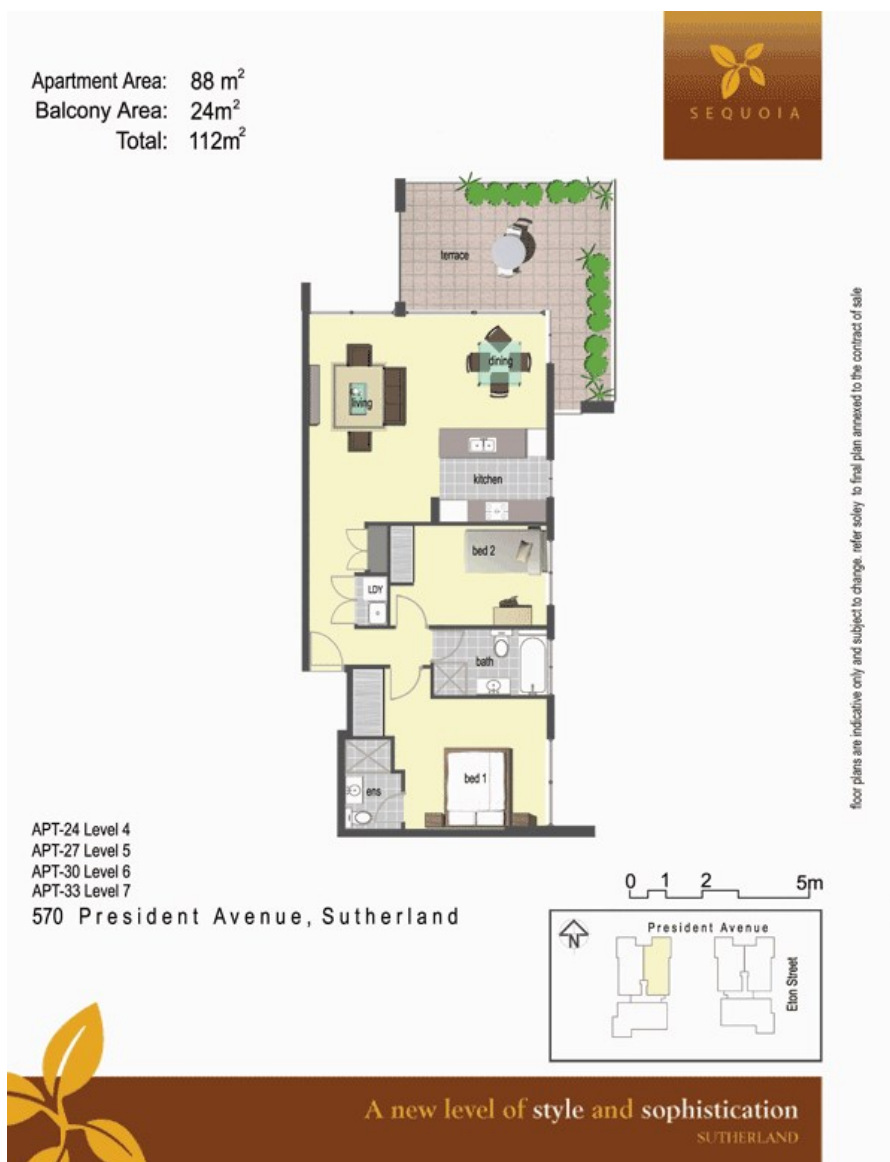 Apartment Area: 88 m²
Balcony Area: 24m²
Total: 112m²
SEQUOIA
terrace
dining
living
kitchen
bed 2
LDY
bath
bed 1
ens
floor plans are indicative only and subject to change. refer soley to final plan annexed to the contract of sale
APT-24 Level 4
APT-27 Level 5
APT-30 Level 6
APT-33 Level 7
570 President Avenue, Sutherland
0 1 2 5m
N
President Avenue
Eton Street
A new level of style and sophistication
SUTHERLAND